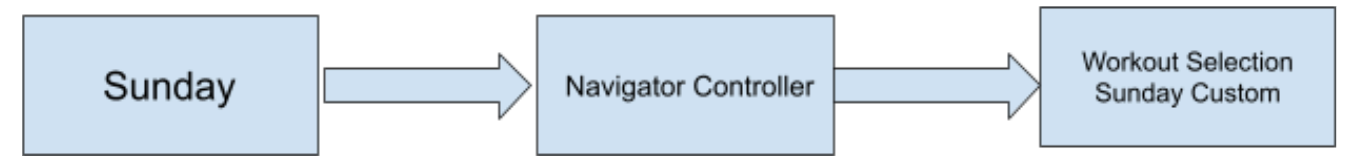 Sunday
Navigator Controller
Workout Selection
Sunday Custom